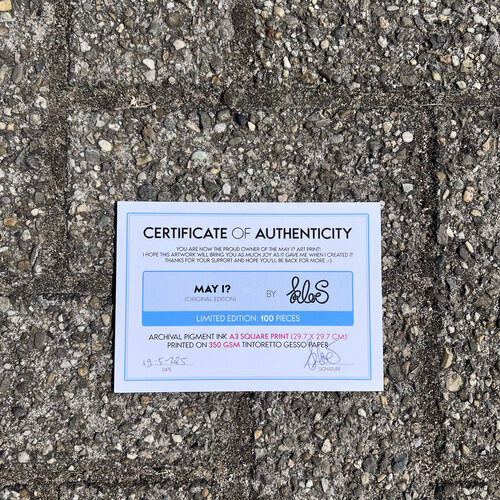 CERTIFICATE OF AUTHENTICITY
YOU ARE NOW THE PROUD OWNER OF THE MAY I? ART PRINT!
I HOPE THIS ARTWORK WILL BRING YOU AS MUCH JOY AS IT GAVE ME WHEN I CREATED IT.
THANKS FOR YOUR SUPPORT AND HOPE YOU'LL BE BACK FOR MORE :-)
MAY I? BY
(ORIGINAL EDITION)
LIMITED EDITION: 100 PIECES
ARCHIVAL PIGMENT INK A3 SQUARE PRINT (29.7 X 29.7 CM)
PRINTED ON 350 GSM TINTORETTO GESSO PAPER
DATE SIGNATURE